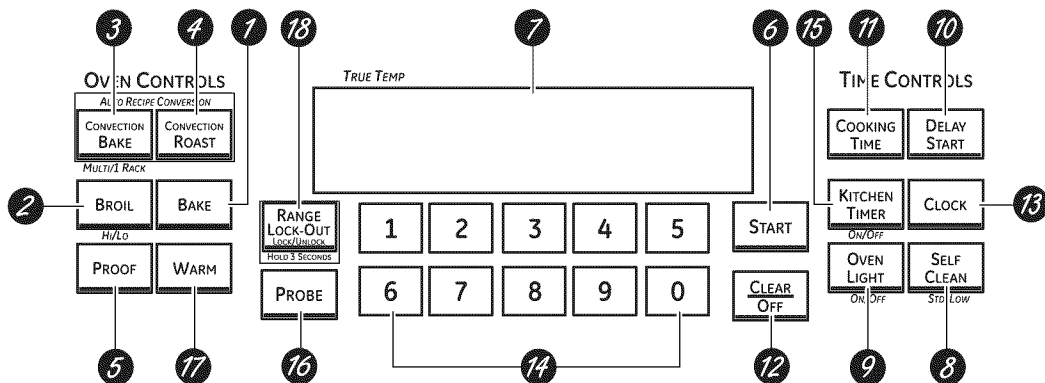 3 4 1 18 7 6 15 11 10
OVEN CONTROLS
AUTO RECIPE CONVERSION
CONVECTION BAKE
CONVECTION ROAST
MULTI/1 RACK
2
BROIL
BAKE
HI/LO
PROOF
WARM
5 17
TRUE TEMP
RANGE
LOCK-OUT
LOCK/UNLOCK
HOLD 3 SECONDS
PROBE
16
1 2 3 4 5
6 7 8 9 0
14
START
CLEAR
OFF
12
TIME CONTROLS
COOKING
TIME
DELAY
START
KITCHEN
TIMER
ON/OFF
CLOCK
13
OVEN
LIGHT
ON/OFF
SELF
CLEAN
STD/LOW
9 8